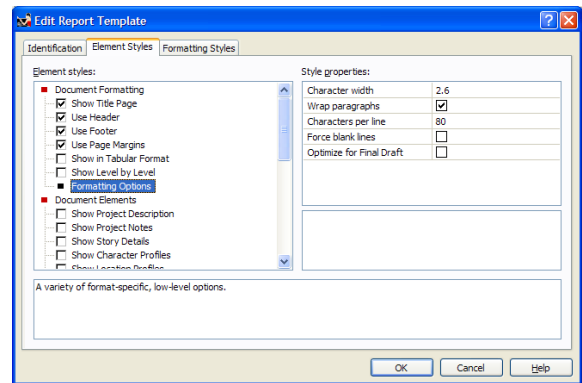 Edit Report Template
Identification Element Styles Formatting Styles
Element styles:
Document Formatting
Show Title Page
Use Header
Use Footer
Use Page Margins
Show in Tabular Format
Show Level by Level
Formatting Options
Document Elements
Show Project Description
Show Project Notes
Show Story Details
Show Character Profiles
Show Location Profiles
Style properties:
Character width 2.6
Wrap paragraphs
Characters per line 80
Force blank lines
Optimize for Final Draft
A variety of format-specific, low-level options.
OK Cancel Help